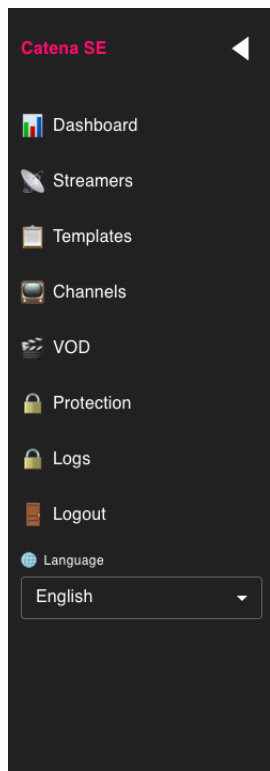 Catena SE
Dashboard
Streamers
Templates
Channels
VOD
Protection
Logs
Logout
Language
English